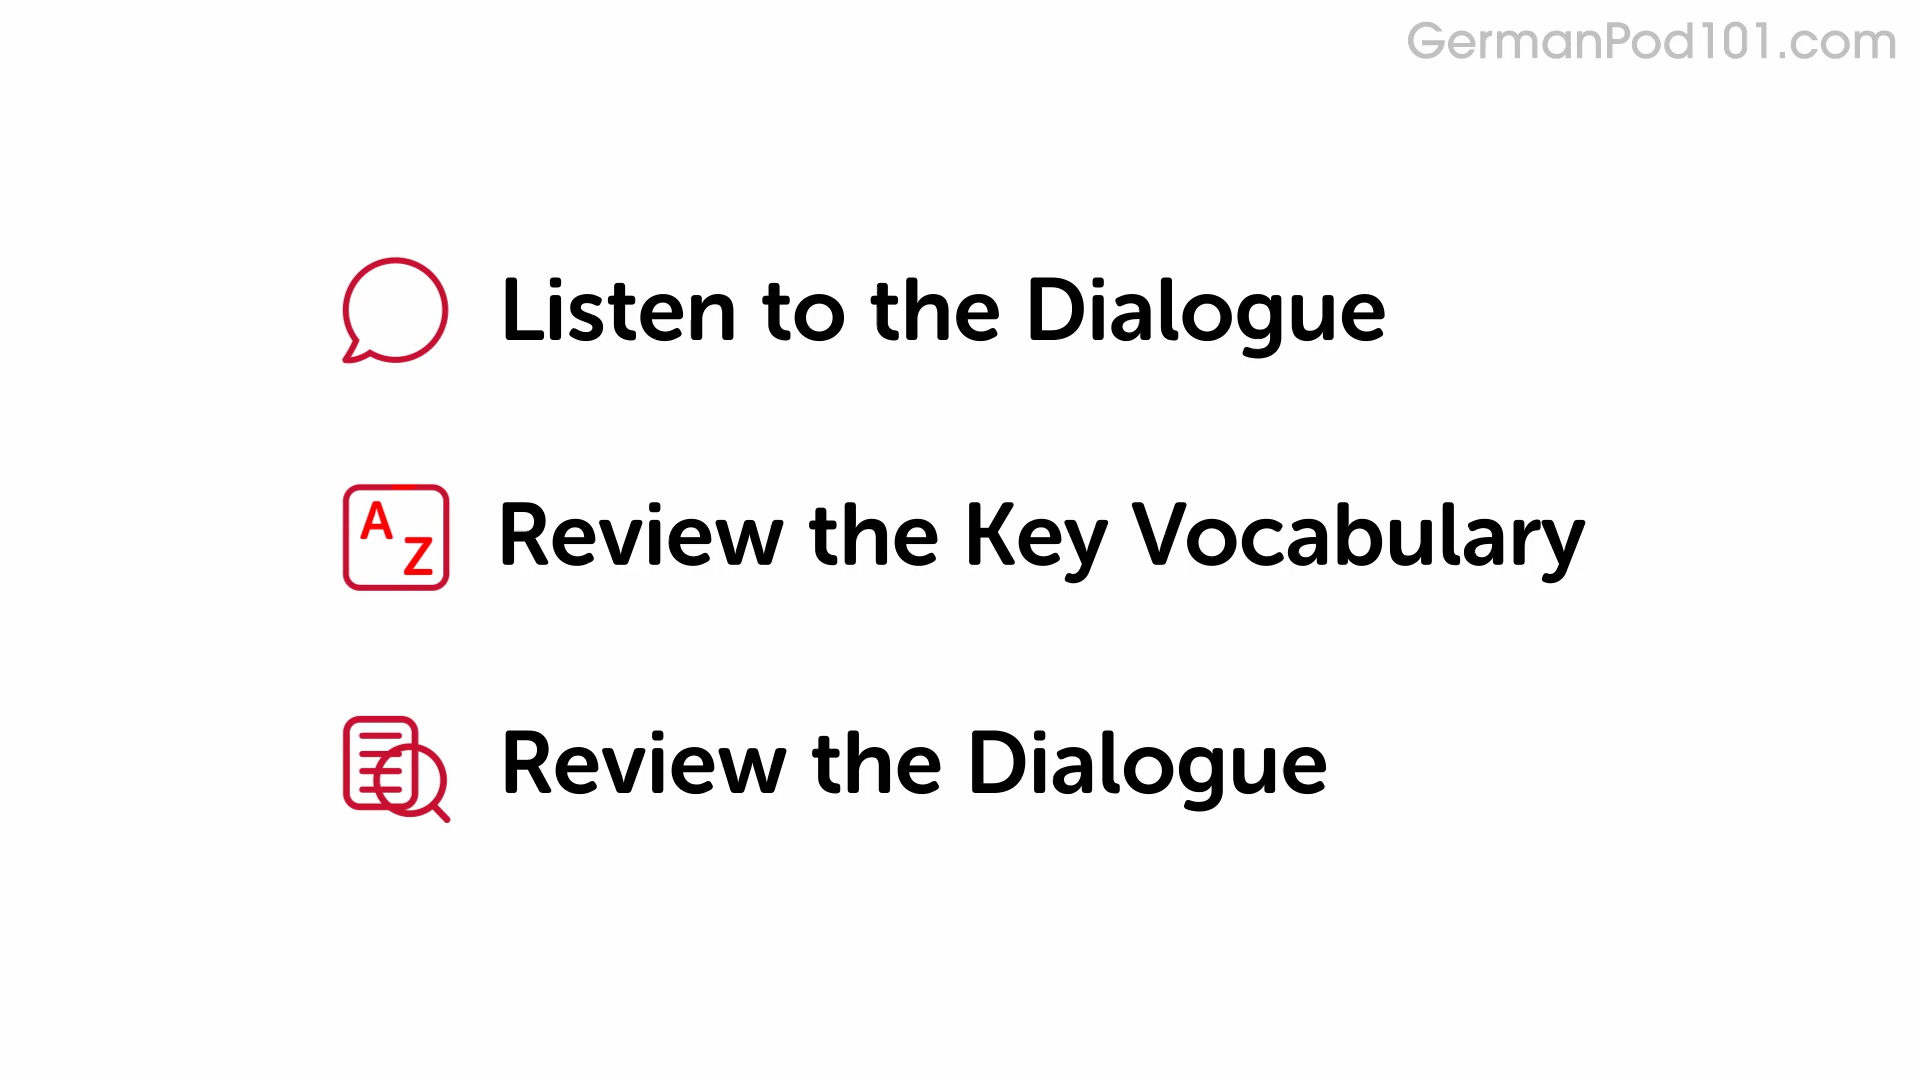 GermanPod101.com
Listen to the Dialogue
A
Z
Review the Key Vocabulary
Review the Dialogue